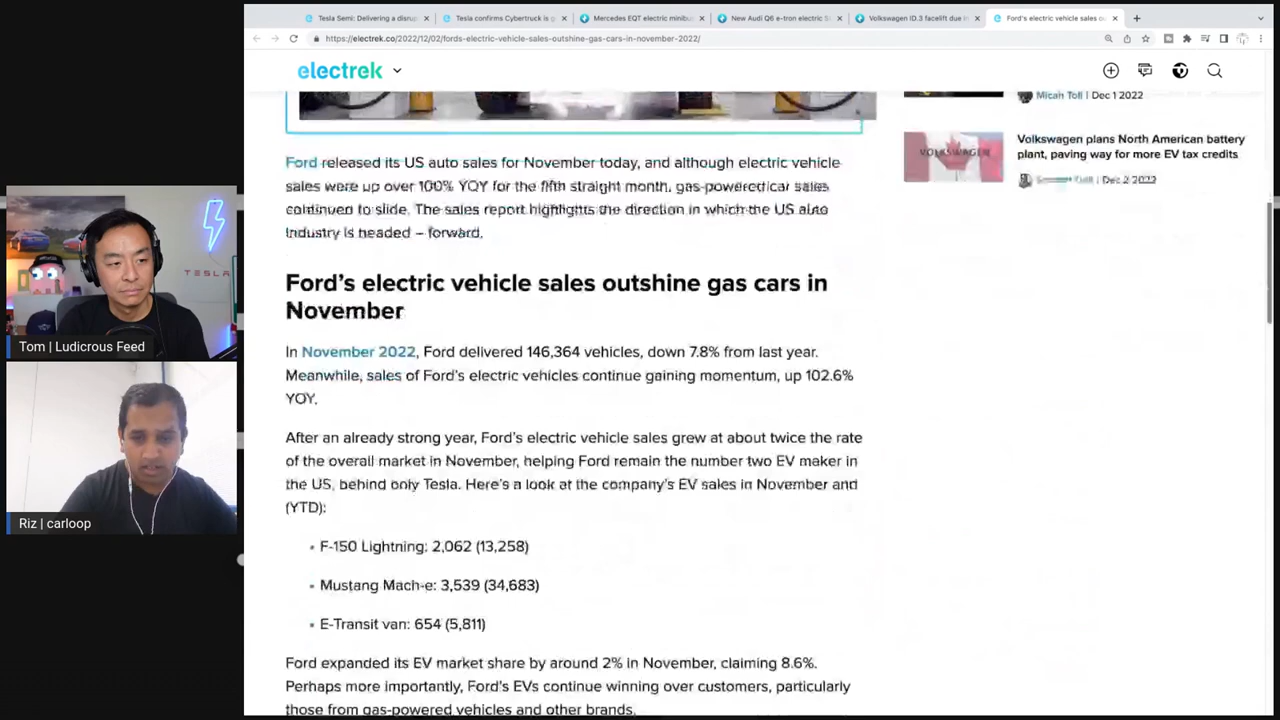 Tesla Semi: Delivering a disrup
Tesla confirms Cybertruck is g
Mercedes EQT electric minibus
New Audi Q6 e-tron electric S
Volkswagen ID.3 facelift due i
Ford's electric vehicle sales ou
https://electrek.co/2022/12/02/fords-electric-vehicle-sales-outshine-gas-cars-in-november-2022/
electrek
Micah Toll | Dec 1 2022
Volkswagen plans North American battery
plant, paving way for more EV tax credits
Dec 2 2022
VOLKSWAGEN
Ford released its US auto sales for November today, and although electric vehicle
sales were up over 100% YOY for the fifth straight month, gas-powered car sales
continued to slide. The sales report highlights the direction in which the US auto
industry is headed – forward.
Ford's electric vehicle sales outshine gas cars in
November
In November 2022, Ford delivered 146,364 vehicles, down 7.8% from last year.
Meanwhile, sales of Ford's electric vehicles continue gaining momentum, up 102.6%
YOY.
After an already strong year, Ford's electric vehicle sales grew at about twice the rate
of the overall market in November, helping Ford remain the number two EV maker in
the US, behind only Tesla. Here's a look at the company's EV sales in November and
(YTD):
• F-150 Lightning: 2,062 (13,258)
• Mustang Mach-e: 3,539 (34,683)
• E-Transit van: 654 (5,811)
Ford expanded its EV market share by around 2% in November, claiming 8.6%.
Perhaps more importantly, Ford's EVs continue winning over customers, particularly
those from gas-powered vehicles and other brands.
TESLA
Tom | Ludicrous Feed
Riz | carloop